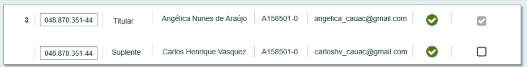 3 048.870.351-44 Titular Angélica Nunes de Araújo A158501-0 angelica_cauac@gmail.com
048.870.351-44 Suplente Carlos Henrique Vasquez A158501-0 carloshv_cauac@gmail.com